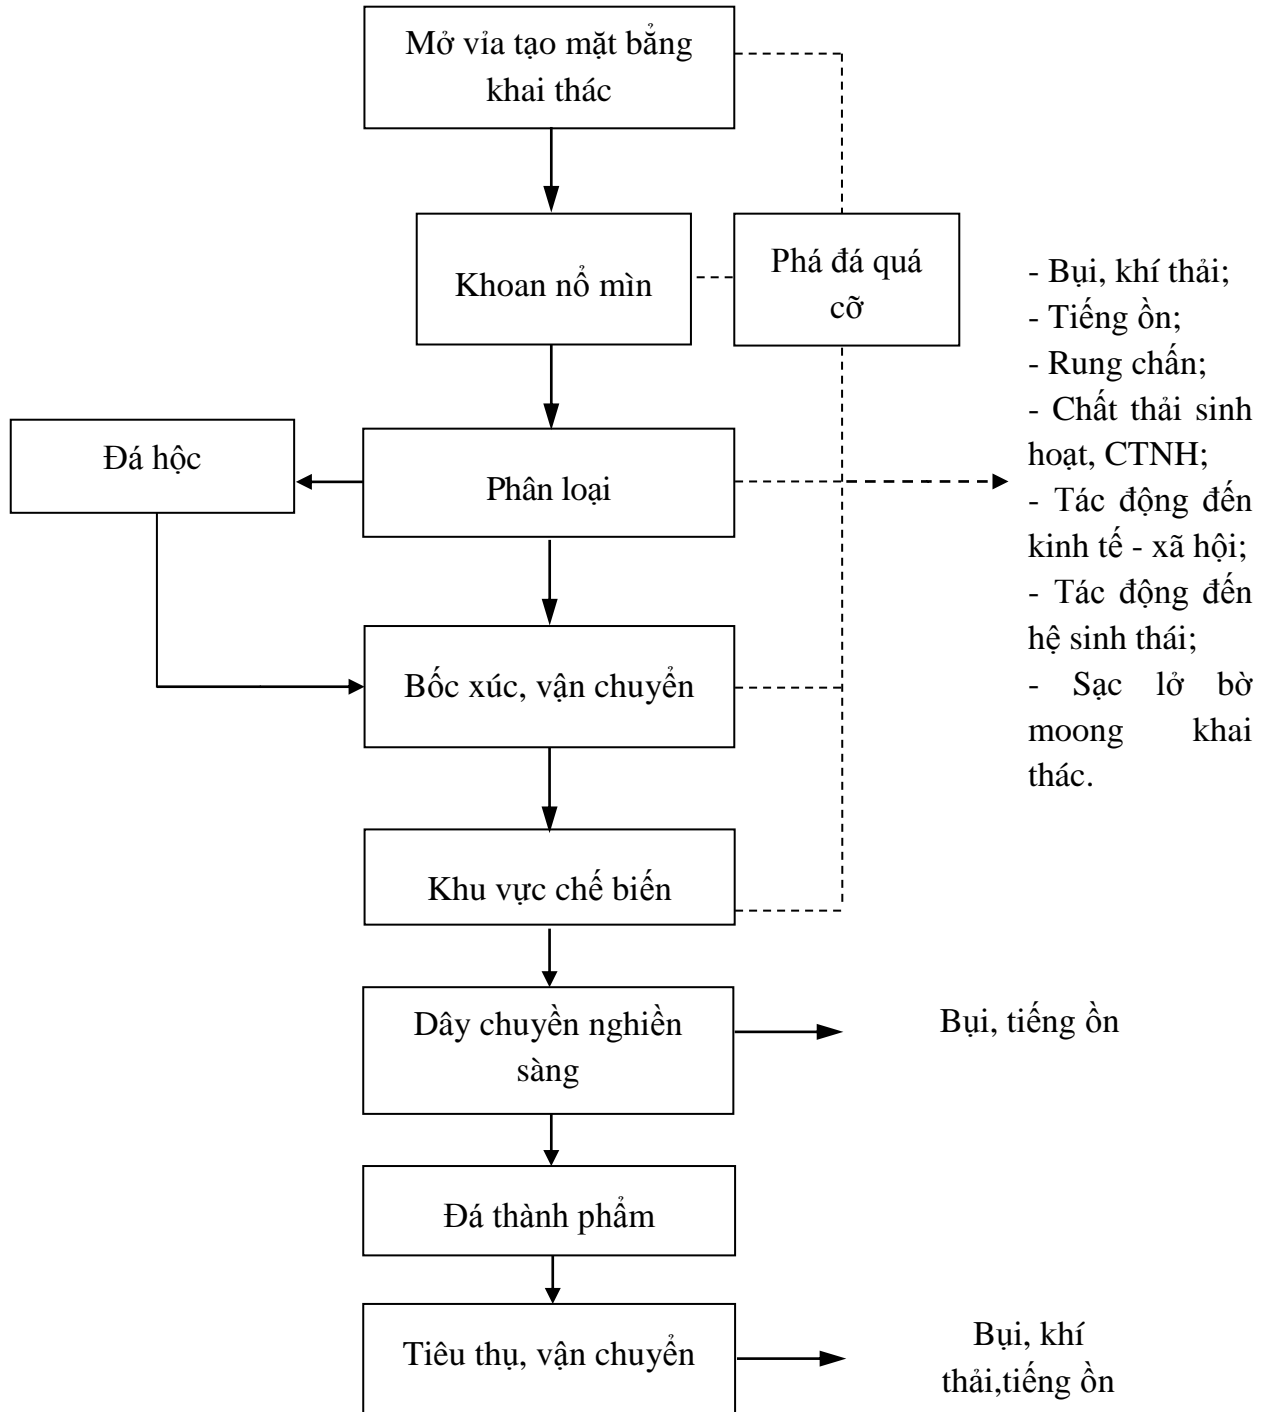 Mở vỉa tạo mặt bằng
khai thác
Khoan nổ mìn
Phá đá quá
cỡ
- Bụi, khí thải;
- Tiếng ồn;
- Rung chấn;
- Chất thải sinh
hoạt, CTNH;
- Tác động đến
kinh tế - xã hội;
- Tác động đến
hệ sinh thái;
- Sạc lở bờ
moong khai
thác.
Đá hộc
Phân loại
Bốc xúc, vận chuyển
Khu vực chế biến
Dây chuyền nghiền
sàng
Bụi, tiếng ồn
Đá thành phẩm
Tiêu thụ, vận chuyển
Bụi, khí
thải,tiếng ồn